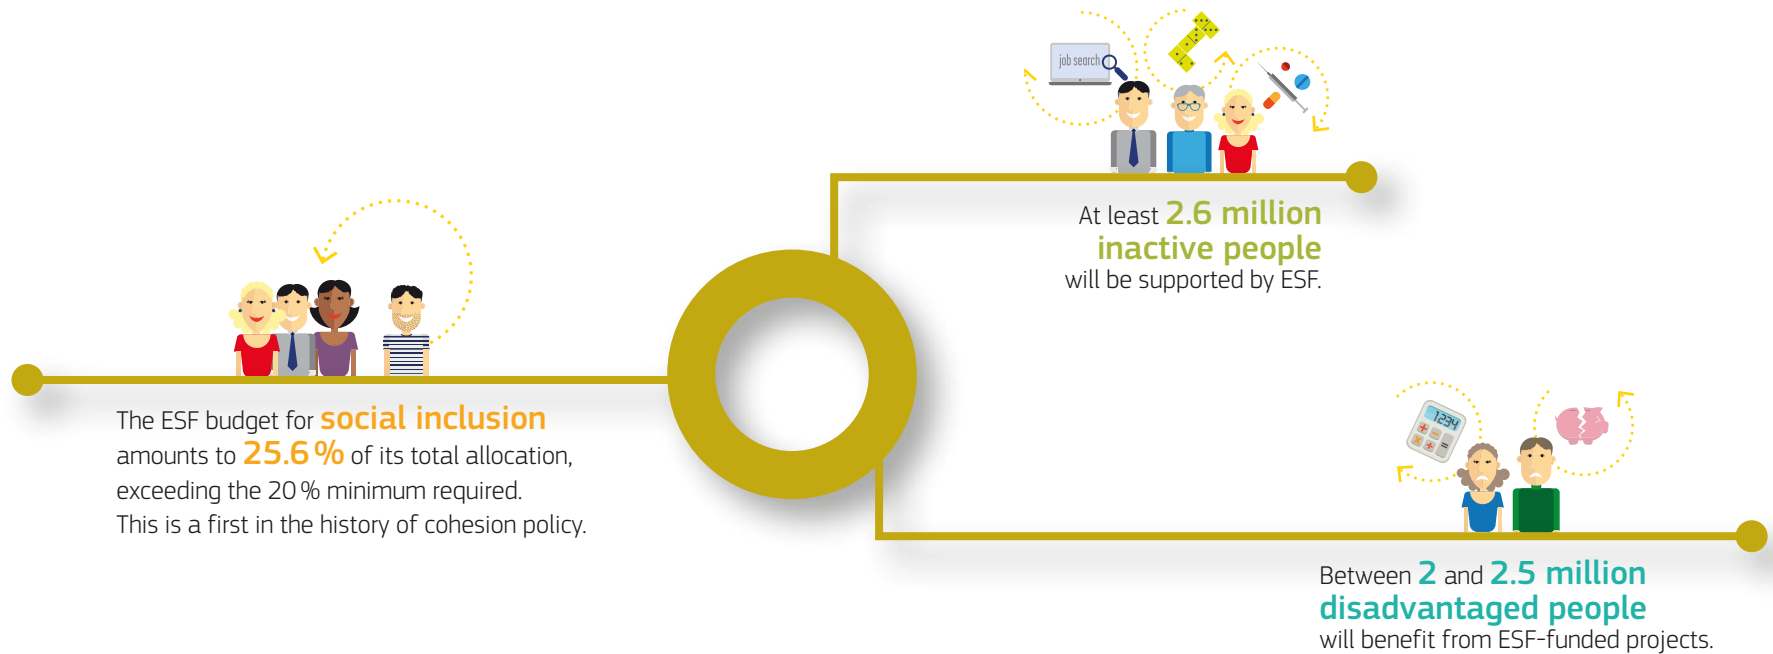 job search
At least 2.6 million
inactive people
will be supported by ESF.
The ESF budget for social inclusion
amounts to 25.6 % of its total allocation,
exceeding the 20 % minimum required.
This is a first in the history of cohesion policy.
1234
Between 2 and 2.5 million
disadvantaged people
will benefit from ESF-funded projects.